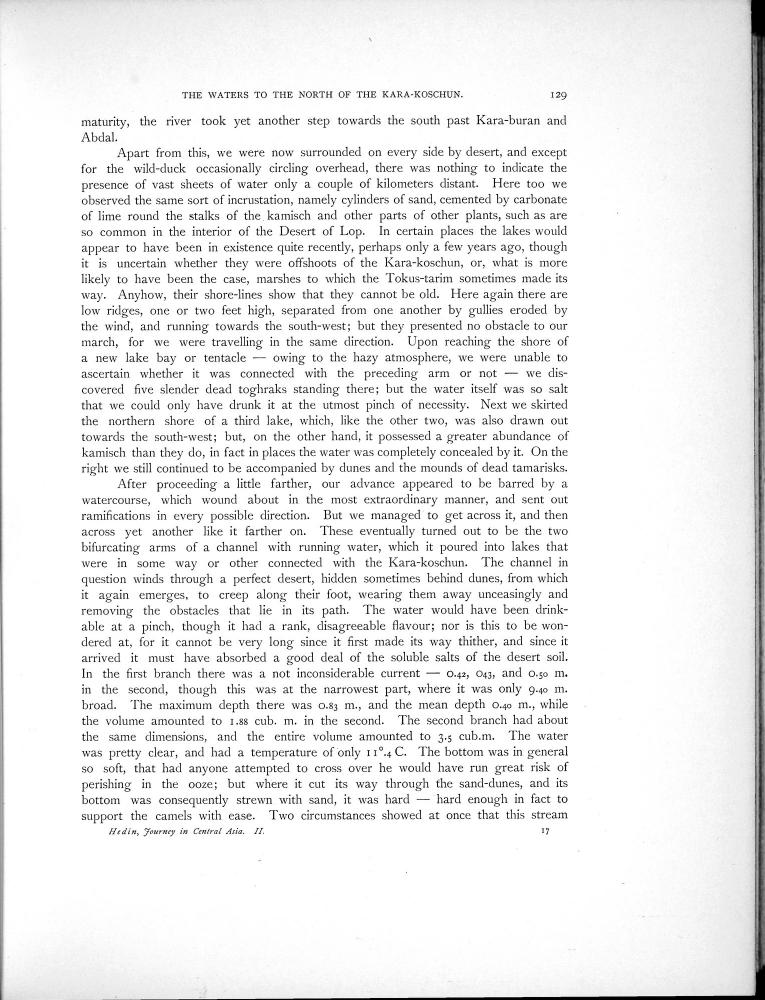 THE WATERS TO THE NORTH OF THE KARA-KOSCHUN. 129
maturity, the river took yet another step towards the south past Kara-buran and
Abdal.
Apart from this, we were now surrounded on every side by desert, and except
for the wild-duck occasionally circling overhead, there was nothing to indicate the
presence of vast sheets of water only a couple of kilometers distant. Here too we
observed the same sort of incrustation, namely cylinders of sand, cemented by carbonate
of lime round the stalks of the kamisch and other parts of other plants, such as are
so common in the interior of the Desert of Lop. In certain places the lakes would
appear to have been in existence quite recently, perhaps only a few years ago, though
it is uncertain whether they were offshoots of the Kara-koschun, or, what is more
likely to have been the case, marshes to which the Tokus-tarim sometimes made its
way. Anyhow, their shore-lines show that they cannot be old. Here again there are
low ridges, one or two feet high, separated from one another by gullies eroded by
the wind, and running towards the south-west; but they presented no obstacle to our
march, for we were travelling in the same direction. Upon reaching the shore of
a new lake bay or tentacle — owing to the hazy atmosphere, we were unable to
ascertain whether it was connected with the preceding arm or not — we dis-
covered five slender dead toghraks standing there; but the water itself was so salt
that we could only have drunk it at the utmost pinch of necessity. Next we skirted
the northern shore of a third lake, which, like the other two, was also drawn out
towards the south-west; but, on the other hand, it possessed a greater abundance of
kamisch than they do, in fact in places the water was completely concealed by it. On the
right we still continued to be accompanied by dunes and the mounds of dead tamarisks.
After proceeding a little farther, our advance appeared to be barred by a
watercourse, which wound about in the most extraordinary manner, and sent out
ramifications in every possible direction. But we managed to get across it, and then
across yet another like it farther on. These eventually turned out to be the two
bifurcating arms of a channel with running water, which it poured into lakes that
were in some way or other connected with the Kara-koschun. The channel in
question winds through a perfect desert, hidden sometimes behind dunes, from which
it again emerges, to creep along their foot, wearing them away unceasingly and
removing the obstacles that lie in its path. The water would have been drink-
able at a pinch, though it had a rank, disagreeable flavour; nor is this to be won-
dered at, for it cannot be very long since it first made its way thither, and since it
arrived it must have absorbed a good deal of the soluble salts of the desert soil.
In the first branch there was a not inconsiderable current — 0.42, 043, and 0.50 m.
in the second, though this was at the narrowest part, where it was only 9.40 m.
broad. The maximum depth there was 0.83 m., and the mean depth 0.40 m., while
the volume amounted to 1.88 cub. m. in the second. The second branch had about
the same dimensions, and the entire volume amounted to 3.5 cub.m. The water
was pretty clear, and had a temperature of only 11°.4 C. The bottom was in general
so soft, that had anyone attempted to cross over he would have run great risk of
perishing in the ooze; but where it cut its way through the sand-dunes, and its
bottom was consequently strewn with sand, it was hard — hard enough in fact to
support the camels with ease. Two circumstances showed at once that this stream
Hedin, Journey in Central Asia. II. 17